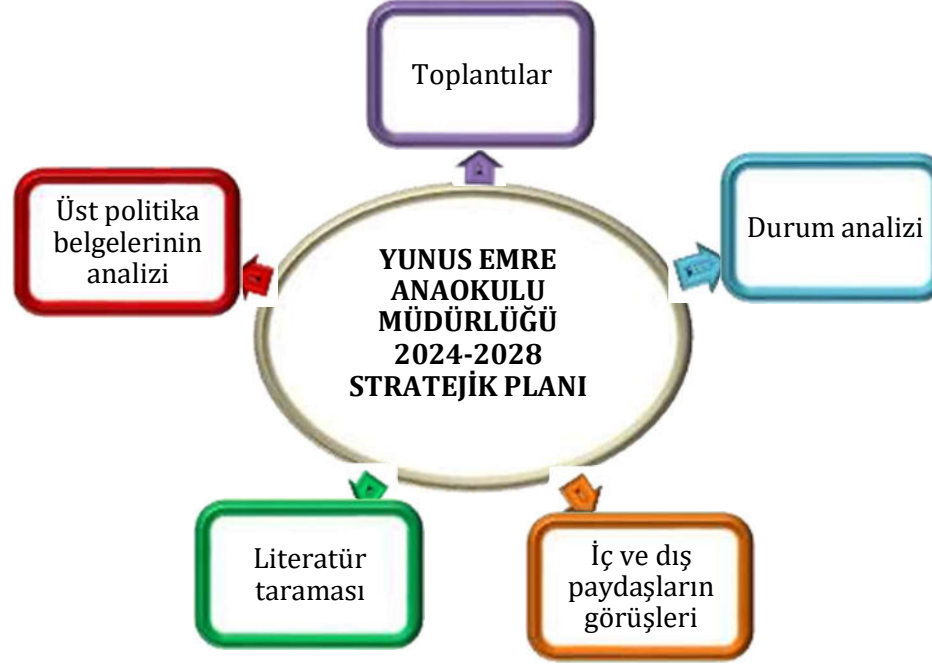 Toplantılar
Üst politika
belgelerinin
analizi
Durum analizi
YUNUS EMRE
ANAOKULU
MÜDÜRLÜĞÜ
2024-2028
STRATEJİK PLANI
Literatür
taraması
İç ve dış
paydaşların
görüşleri